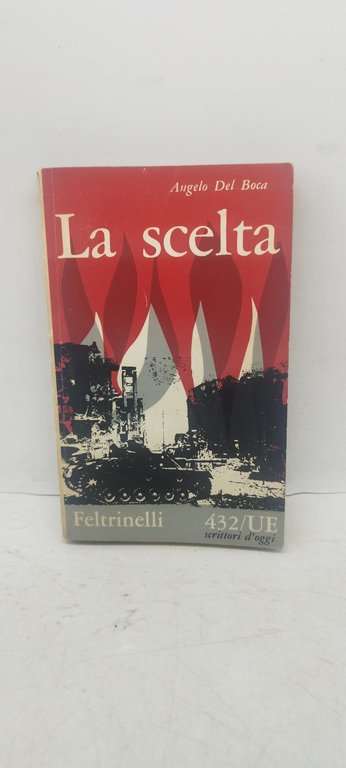 Angelo Del Boca
La scelta
Feltrinelli
432/UE
scrittori d'oggi